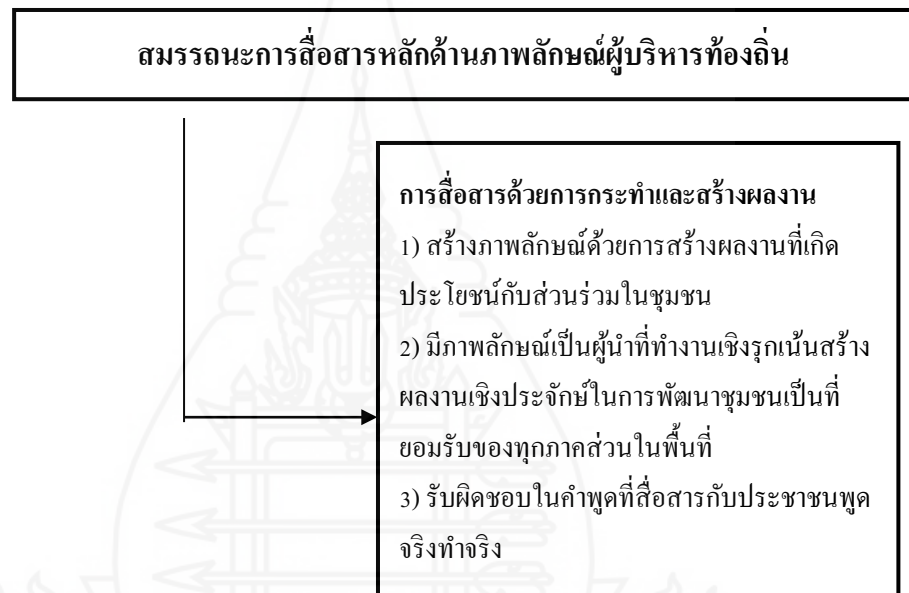 สมรรถนะการสื่อสารหลักด้านภาพลักษณ์ผู้บริหารท้องถิ่น
การสื่อสารด้วยการกระทำและสร้างผลงาน
1) สร้างภาพลักษณ์ด้วยการสร้างผลงานที่เกิด
ประโยชน์กับส่วนร่วมในชุมชน
2) มีภาพลักษณ์เป็นผู้นำที่ทำงานเชิงรุกเน้นสร้าง
ผลงานเชิงประจักษ์ในการพัฒนาชุมชนเป็นที่
ยอมรับของทุกภาคส่วนในพื้นที่
3) รับผิดชอบในคำพูดที่สื่อสารกับประชาชนพูด
จริงทำจริง